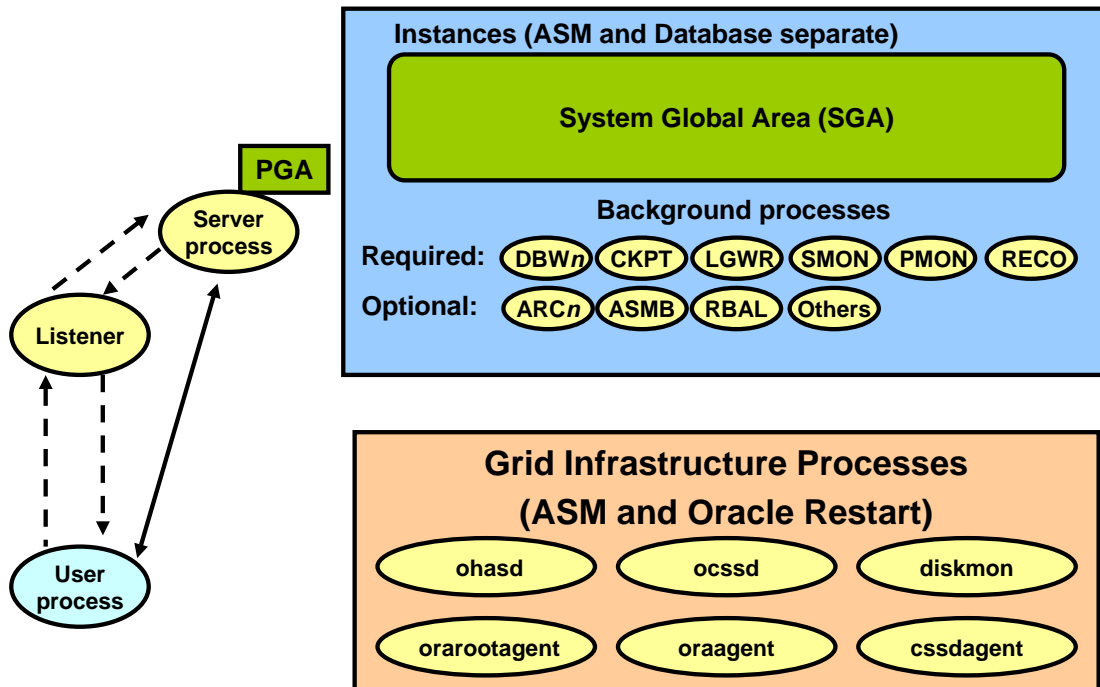 Instances (ASM and Database separate)
System Global Area (SGA)
PGA
Server
process
Background processes
Required: DBWn CKPT LGWR SMON PMON RECO
Optional: ARCn ASMB RBAL Others
Listener
User
process
Grid Infrastructure Processes
(ASM and Oracle Restart)
ohasd ocssd diskmon
orarootagent oraagent cssdagent